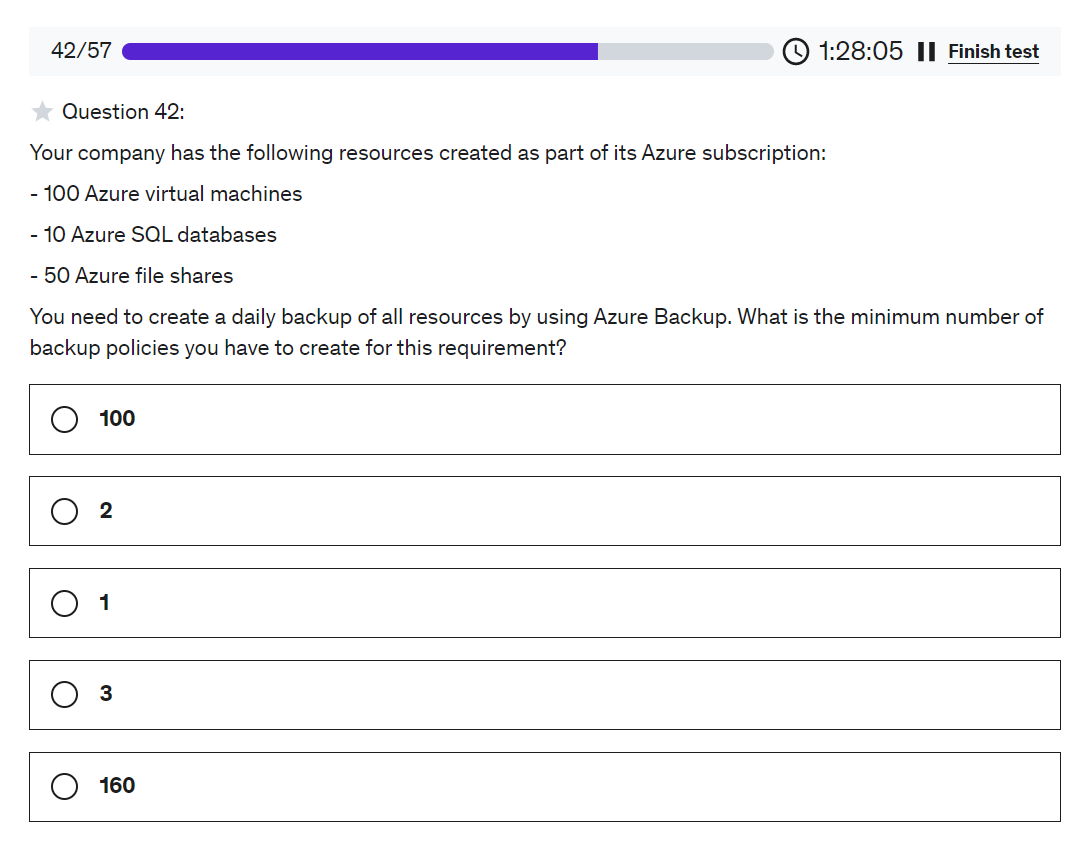 42/57 1:28:05 Finish test
Question 42:
Your company has the following resources created as part of its Azure subscription:
- 100 Azure virtual machines
- 10 Azure SQL databases
- 50 Azure file shares
You need to create a daily backup of all resources by using Azure Backup. What is the minimum number of
backup policies you have to create for this requirement?
100
2
1
3
160